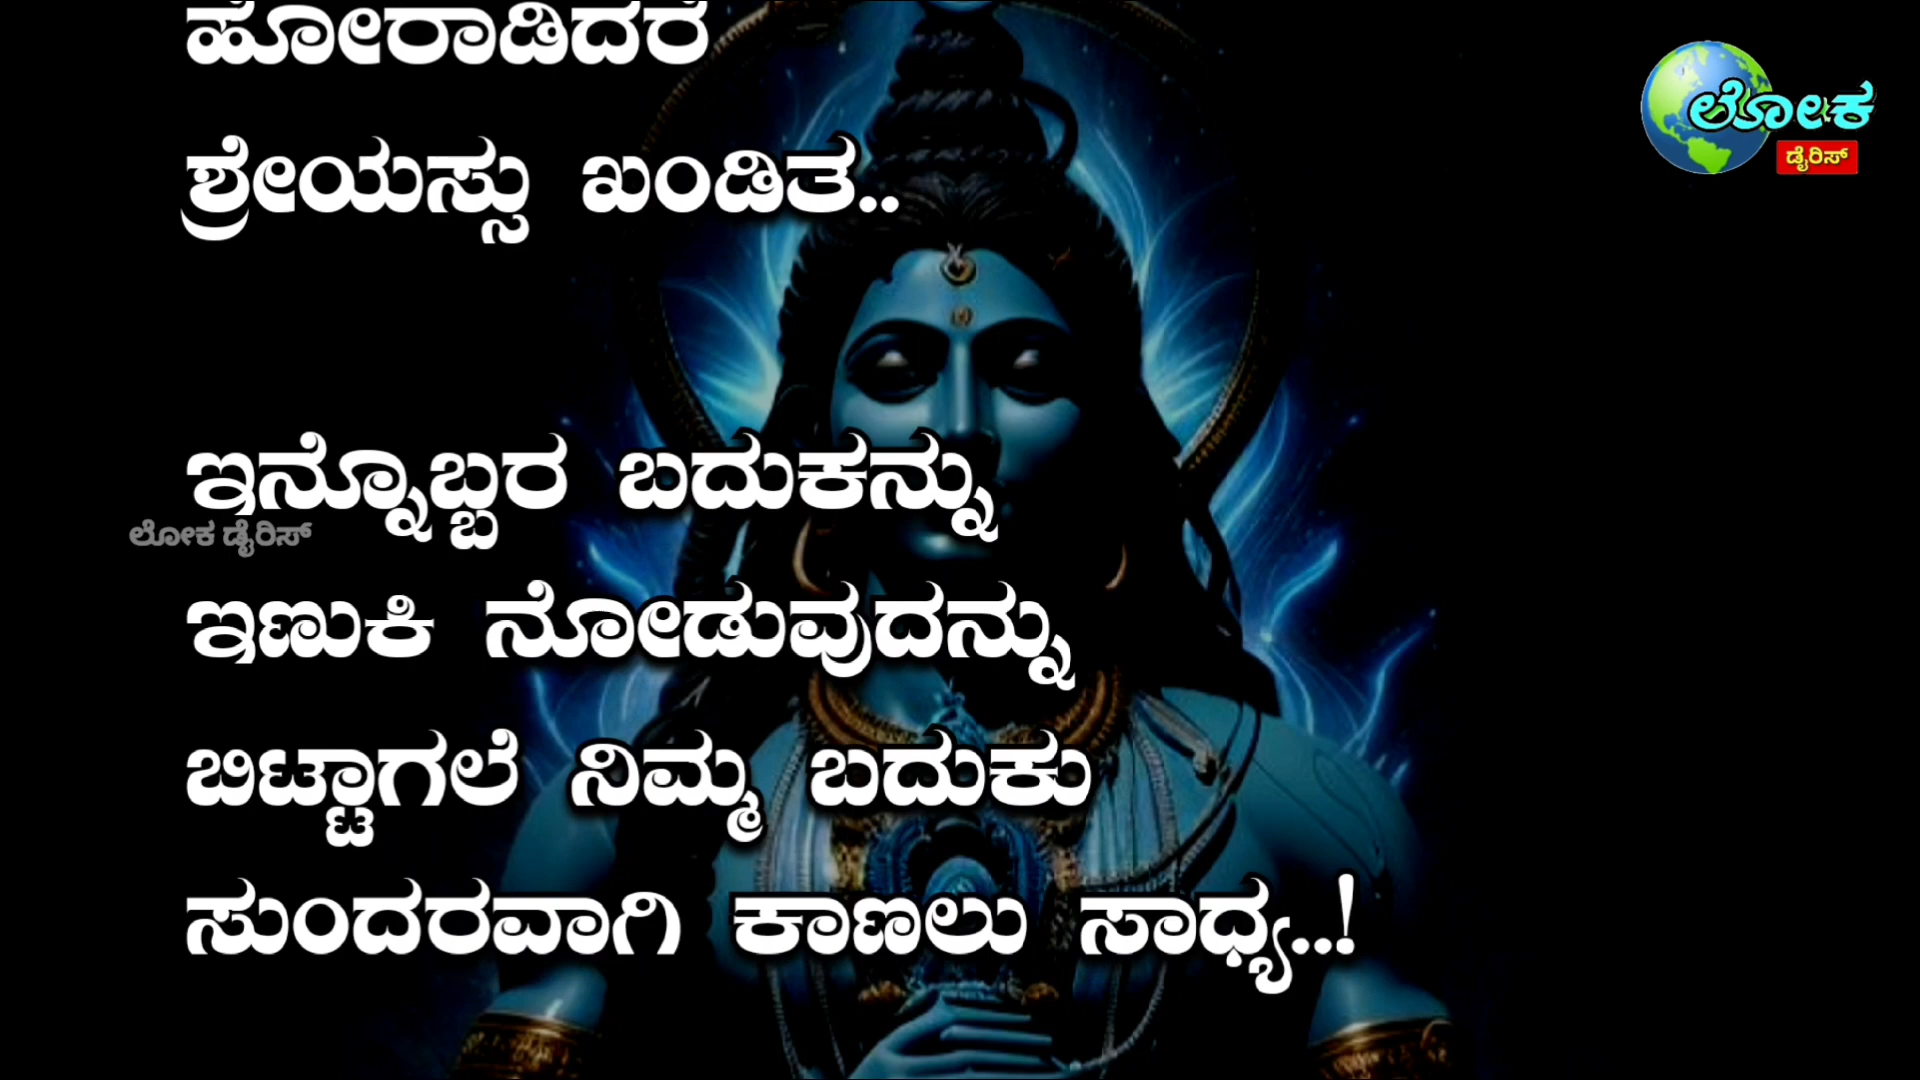 ಹೋರಾಡಿದರೆ
ಶ್ರೇಯಸ್ಸು ಖಂಡಿತ..
ಇನ್ನೊಬ್ಬರ ಬದುಕನ್ನು
ಇಣುಕಿ ನೋಡುವುದನ್ನು
ಬಿಟ್ಟಾಗಲೆ ನಿಮ್ಮ ಬದುಕು
ಸುಂದರವಾಗಿ ಕಾಣಲು ಸಾಧ್ಯ..!
ಲೋಕ ಡೈರಿಸ್
ಲೋಕ
ಡೈರಿಸ್